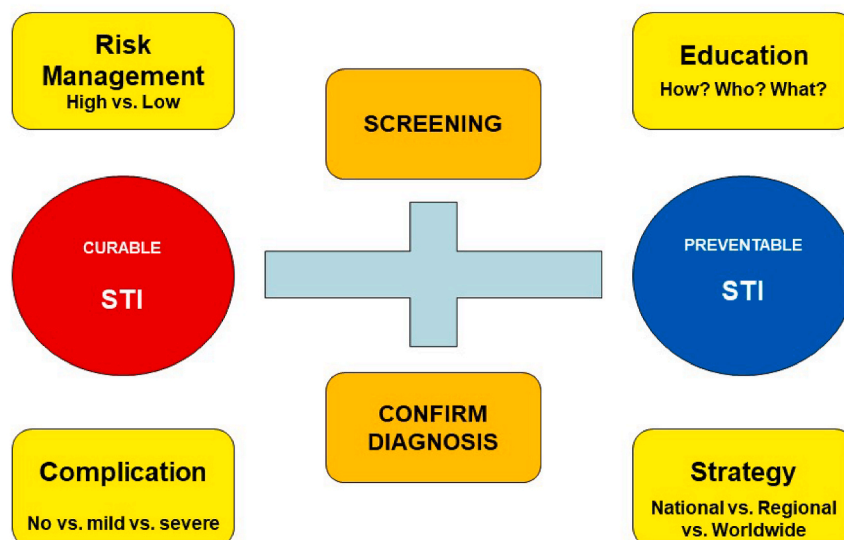 Risk
Management
High vs. Low
Education
How? Who? What?
SCREENING
CURABLE
STI
PREVENTABLE
STI
CONFIRM
DIAGNOSIS
Complication
No vs. mild vs. severe
Strategy
National vs. Regional
vs. Worldwide